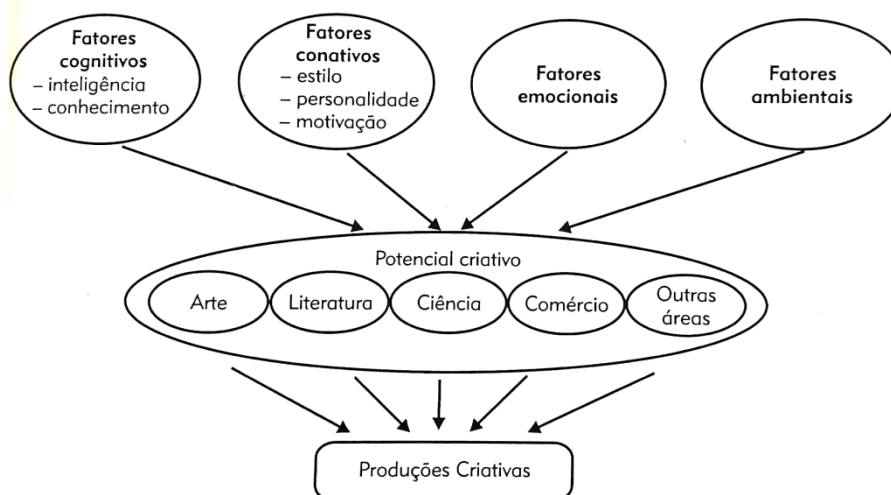 Fatores
cognitivos
– inteligência
– conhecimento
Fatores
conativos
– estilo
– personalidade
– motivação
Fatores
emocionais
Fatores
ambientais
Potencial criativo
Arte
Literatura
Ciência
Comércio
Outras
áreas
Produções Criativas